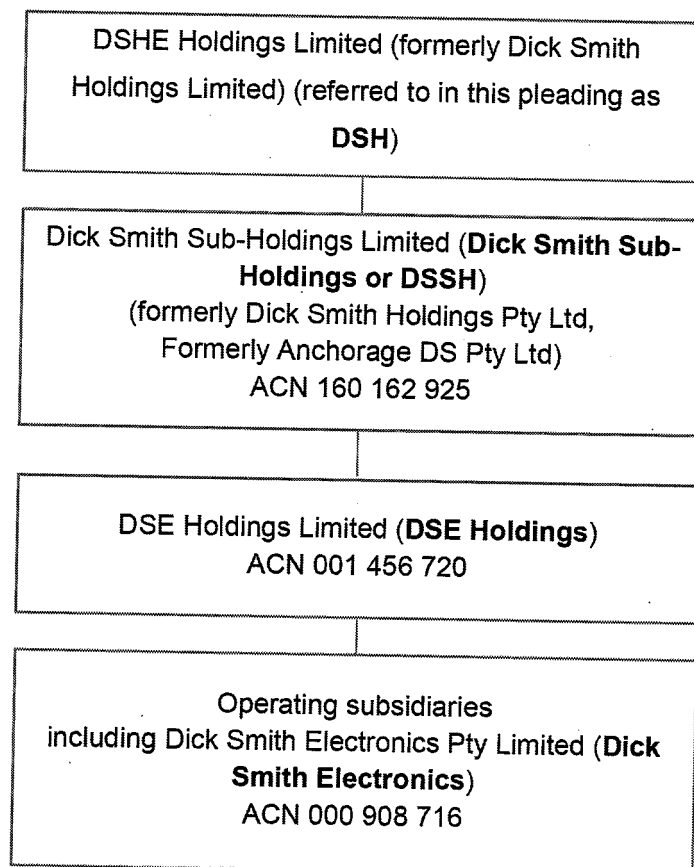 DSHE Holdings Limited (formerly Dick Smith
Holdings Limited) (referred to in this pleading as
DSH)
Dick Smith Sub-Holdings Limited (Dick Smith Sub-
Holdings or DSSH)
(formerly Dick Smith Holdings Pty Ltd,
Formerly Anchorage DS Pty Ltd)
ACN 160 162 925
DSE Holdings Limited (DSE Holdings)
ACN 001 456 720
Operating subsidiaries
including Dick Smith Electronics Pty Limited (Dick
Smith Electronics)
ACN 000 908 716